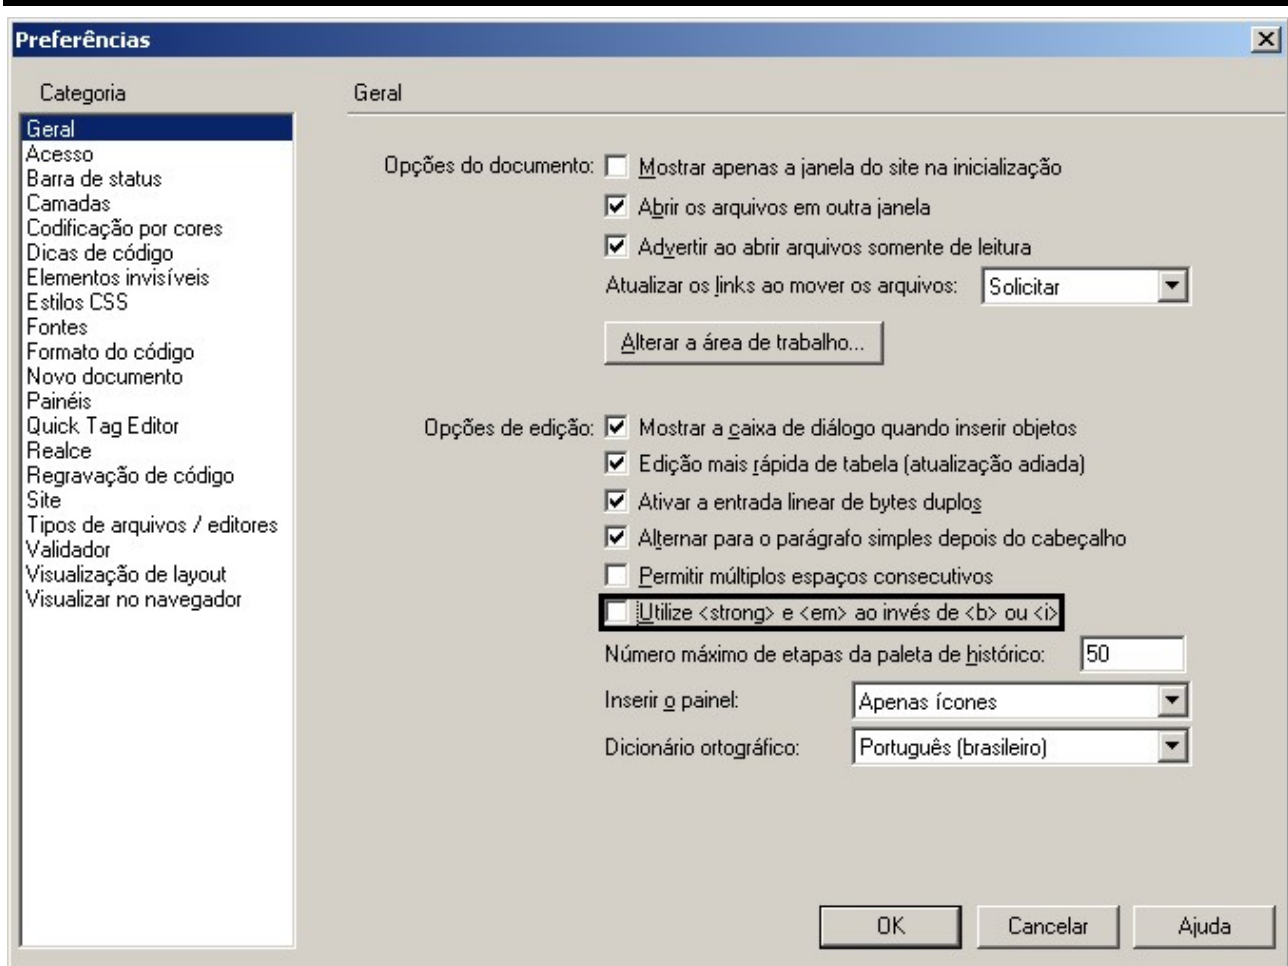 Preferências
Categoria
Geral
Acesso
Barra de status
Camadas
Codificação por cores
Dicas de código
Elementos invisíveis
Estilos CSS
Fontes
Formato do código
Novo documento
Painéis
Quick Tag Editor
Realce
Regravação de código
Site
Tipos de arquivos / editores
Validador
Visualização de layout
Visualizar no navegador
Geral
Opções do documento: Mostrar apenas a janela do site na inicialização
Abrir os arquivos em outra janela
Advertir ao abrir arquivos somente de leitura
Atualizar os links ao mover os arquivos: Solicitar
Alterar a área de trabalho...
Opções de edição: Mostrar a caixa de diálogo quando inserir objetos
Edição mais rápida de tabela (atualização adiada)
Ativar a entrada linear de bytes duplos
Alternar para o parágrafo simples depois do cabeçalho
Permitir múltiplos espaços consecutivos
Utilize <strong> e <em> ao invés de <b> ou <i>
Número máximo de etapas da paleta de histórico: 50
Inserir o painel: Apenas ícones
Dicionário ortográfico: Português (brasileiro)
OK Cancelar Ajuda